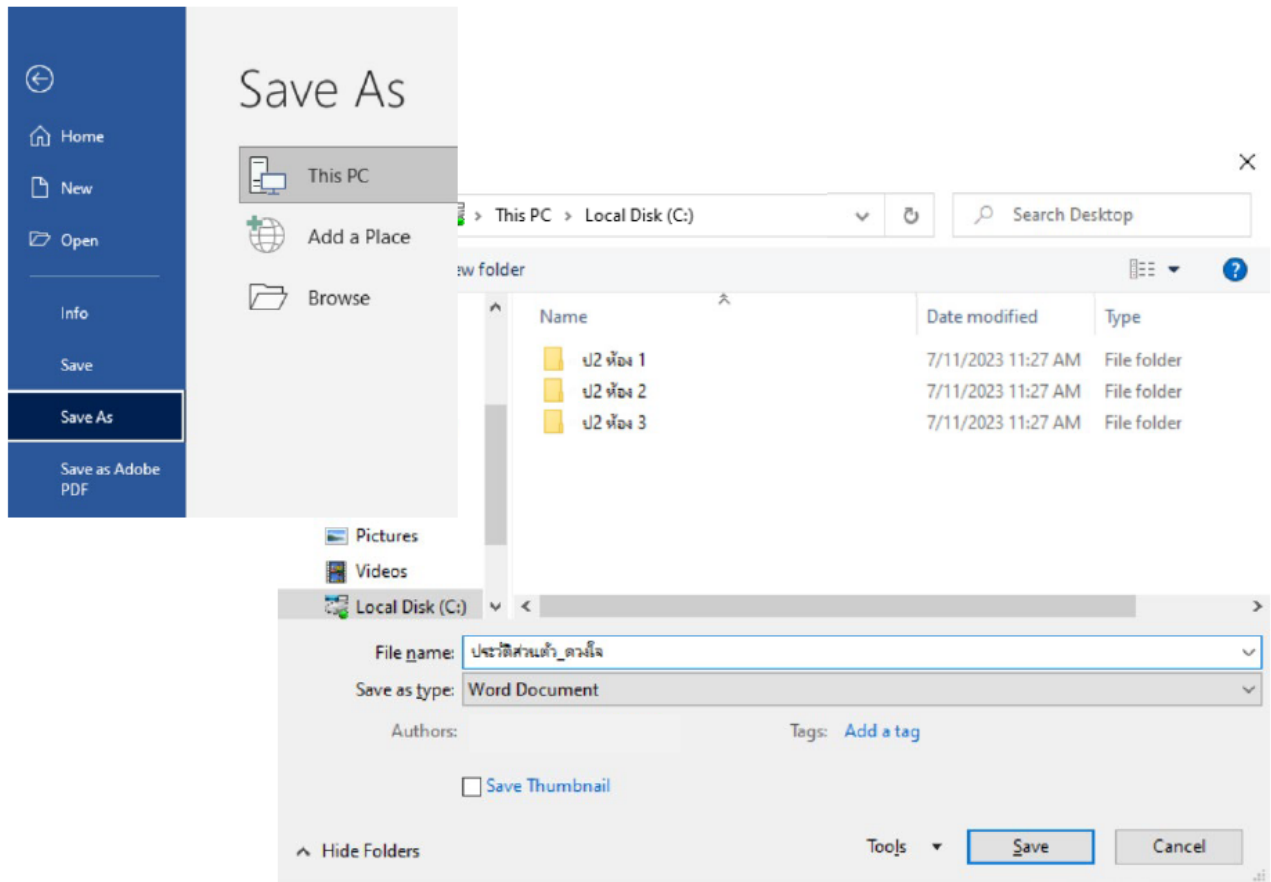 Save As
Home
New
Open
Info
Save
Save As
Save as Adobe
PDF
This PC
Add a Place
Browse
> This PC > Local Disk (C:)
Search Desktop
ew folder
?
Name
Date modified
Type
ป2 ห้อง 1 7/11/2023 11:27 AM File folder
ป2 ห้อง 2 7/11/2023 11:27 AM File folder
ป2 ห้อง 3 7/11/2023 11:27 AM File folder
Pictures
Videos
Local Disk (C:)
File name: ประวัติส่วนตัว_ดวงใจ
Save as type: Word Document
Authors:
Tags: Add a tag
Save Thumbnail
Hide Folders
Tools
Save
Cancel